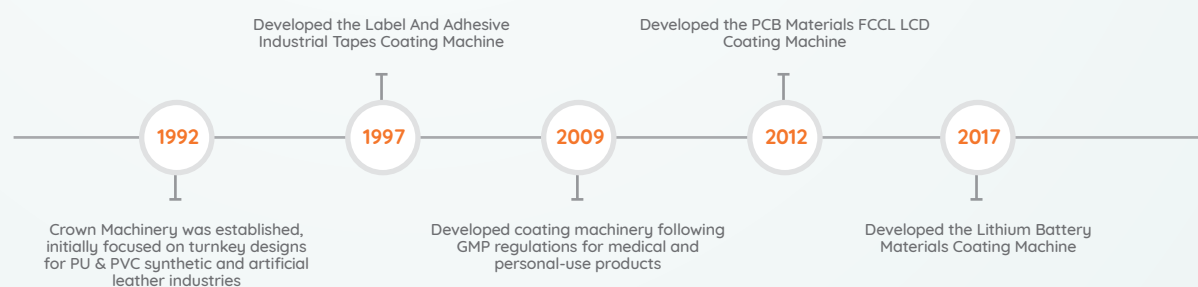 Developed the Label And Adhesive
Industrial Tapes Coating Machine
Developed the PCB Materials FCCL LCD
Coating Machine
1992
1997
2009
2012
2017
Crown Machinery was established,
initially focused on turnkey designs
for PU & PVC synthetic and artificial
leather industries
Developed coating machinery following
GMP regulations for medical and
personal-use products
Developed the Lithium Battery
Materials Coating Machine